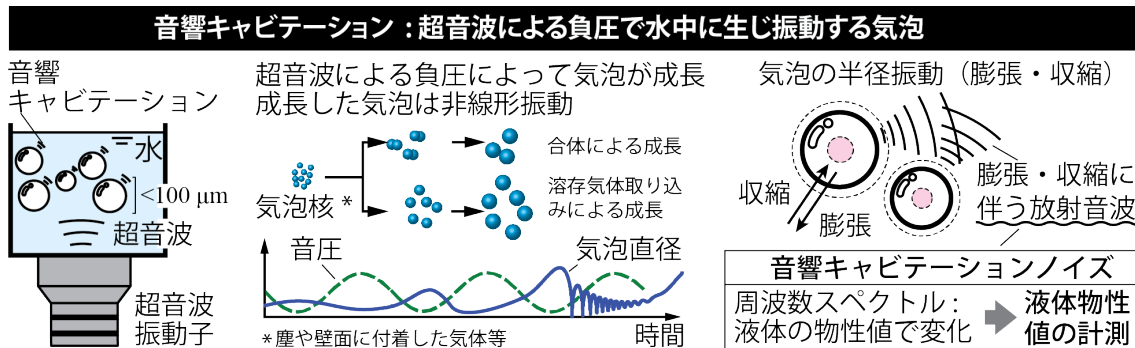 音響キャビテーション：超音波による負圧で水中に生じ振動する気泡
音響
キャビテーション
水
<100 μm
超音波
超音波
振動子
超音波による負圧によって気泡が成長
成長した気泡は非線形振動
気泡核 *
合体による成長
溶存気体取り込
みによる成長
音圧
気泡直径
時間
*塵や壁面に付着した気体等
気泡の半径振動（膨張・収縮）
収縮
膨張
膨張・収縮に
伴う放射音波
音響キャビテーションノイズ
周波数スペクトル：
液体の物性値で変化
液体物性
値の計測